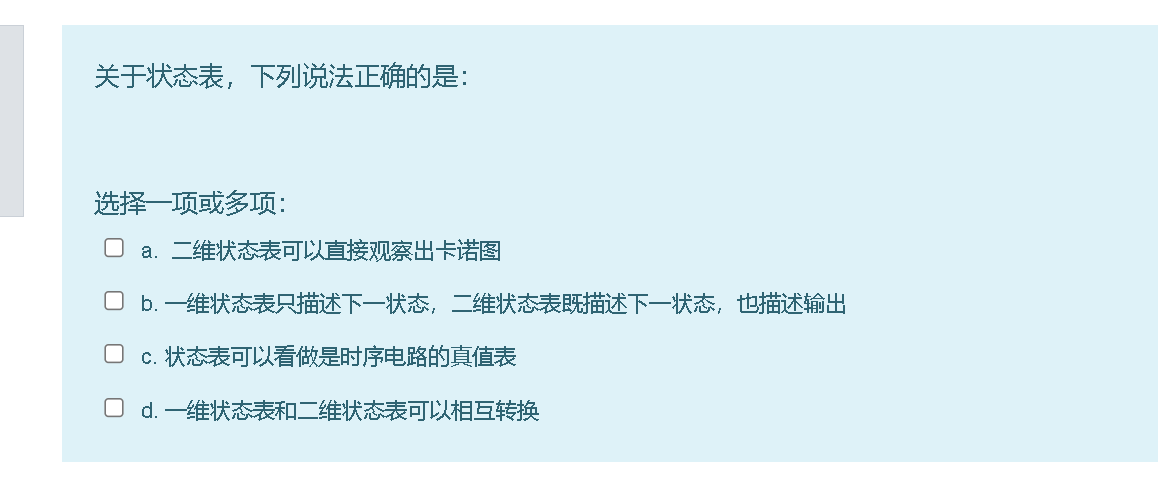 关于状态表，下列说法正确的是：
选择一项或多项：
a. 二维状态表可以直接观察出卡诺图
b. 一维状态表只描述下一状态，二维状态表既描述下一状态，也描述输出
c. 状态表可以看做是时序电路的真值表
d. 一维状态表和二维状态表可以相互转换